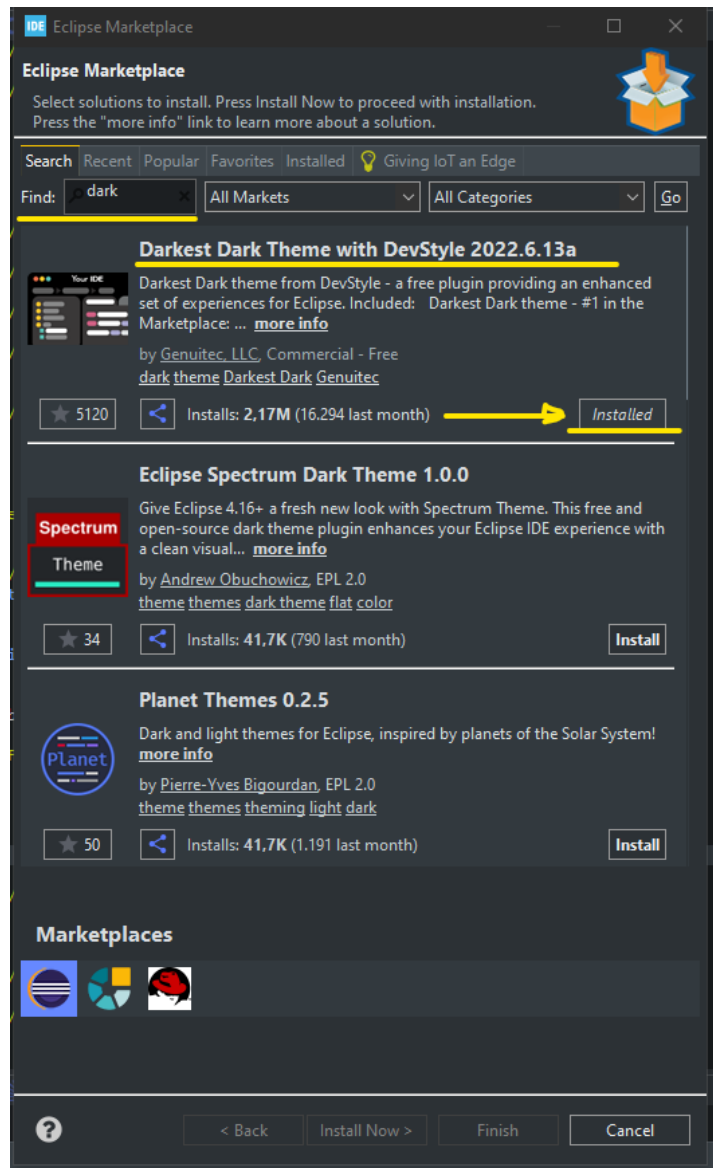 IDE Eclipse Marketplace
Eclipse Marketplace
Select solutions to install. Press Install Now to proceed with installation.
Press the "more info" link to learn more about a solution.
Search Recent Popular Favorites Installed Giving IoT an Edge
Find: dark All Markets All Categories Go
Darkest Dark Theme with DevStyle 2022.6.13a
Your IDE
Darkest Dark theme from DevStyle - a free plugin providing an enhanced
set of experiences for Eclipse. Included: Darkest Dark theme - #1 in the
Marketplace: ... more info
by Genuitec, LLC, Commercial - Free
dark theme Darkest Dark Genuitec
5120 Installs: 2,17M (16.294 last month) Installed
Eclipse Spectrum Dark Theme 1.0.0
Spectrum
Theme
Give Eclipse 4.16+ a fresh new look with Spectrum Theme. This free and
open-source dark theme plugin enhances your Eclipse IDE experience with
a clean visual... more info
by Andrew Obuchowicz, EPL 2.0
theme themes dark theme flat color
34 Installs: 41,7K (790 last month) Install
Planet Themes 0.2.5
Planet
Dark and light themes for Eclipse, inspired by planets of the Solar System!
more info
by Pierre-Yves Bigourdan, EPL 2.0
theme themes theming light dark
50 Installs: 41,7K (1.191 last month) Install
Marketplaces
? < Back Install Now > Finish Cancel